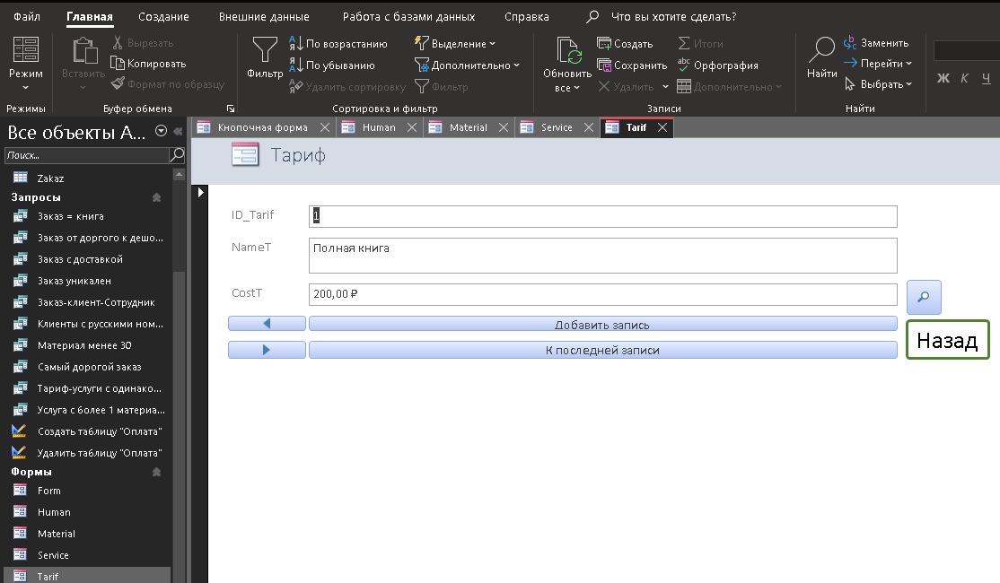 Файл Главная Создание Внешние данные Работа с базами данных Справка Что вы хотите сделать?
Режим
Режимы
Вставить
Вырезать
Копировать
Формат по образцу
Буфер обмена
Фильтр
По возрастанию
По убыванию
Удалить сортировку
Выделение
Дополнительно
Фильтр
Сортировка и фильтр
Обновить
все
Создать
Сохранить
Удалить
Итоги
Орфография
Дополнительно
Записи
Найти
Заменить
Перейти
Выбрать
Найти
Ж К Ч
Все объекты A...
Поиск...
Zakaz
Запросы
Заказ = книга
Заказ от доргого к дешо...
Заказ с доставкой
Заказ уникален
Заказ-клиент-Сотрудник
Клиенты с русскими ном...
Материал менее 30
Самый дорогой заказ
Тариф-услуги с одинако...
Услуга с более 1 материа...
Создать таблицу "Оплата"
Удалить таблицу "Оплата"
Формы
Form
Human
Material
Service
Tarif
Кнопочная форма Human Material Service Tarif
Тариф
ID_Tarif 1
NameT Полная книга
CostT 200,00 ₽
Добавить запись
К последней записи
Назад